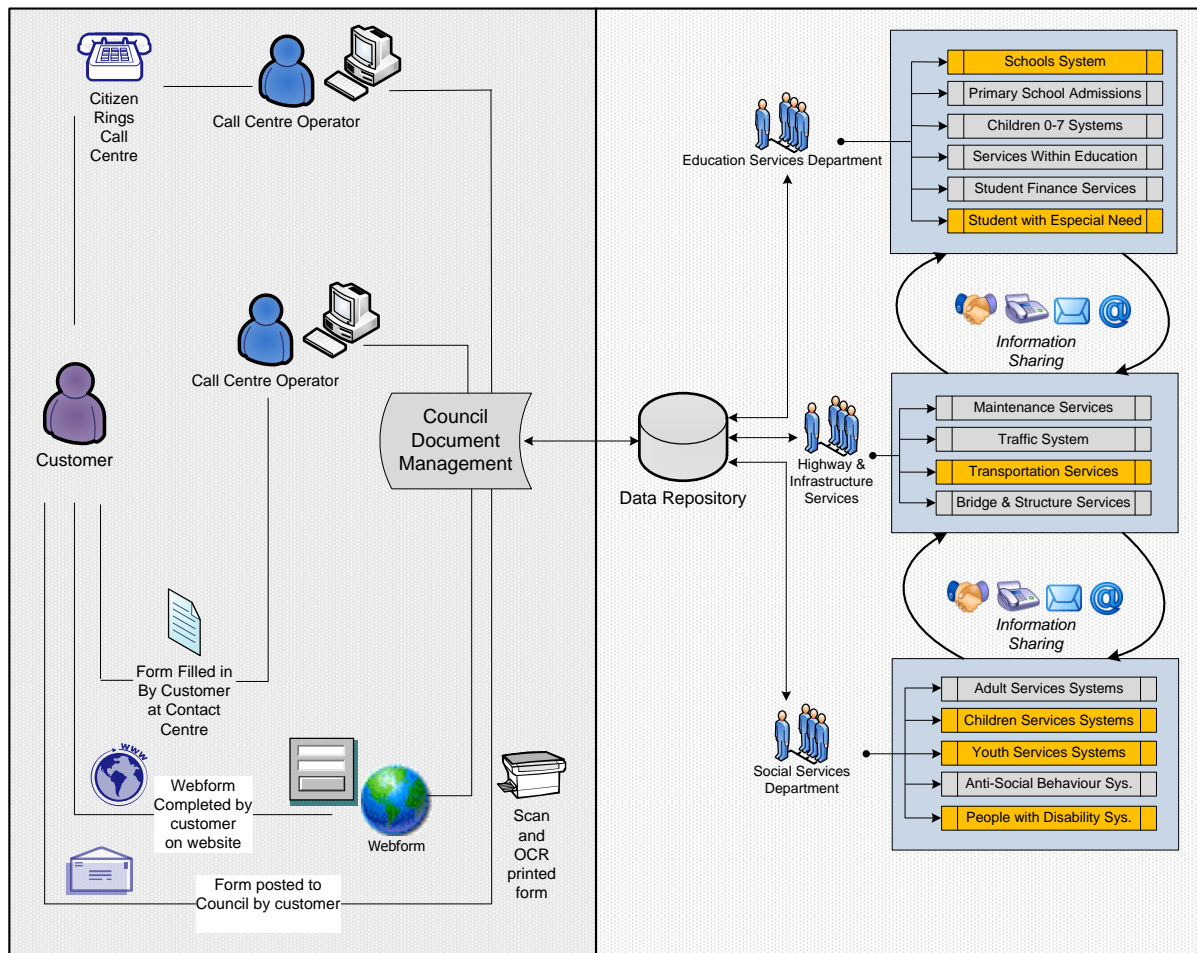 Citizen
Rings
Call
Centre
Call Centre Operator
Call Centre Operator
Customer
Council
Document
Management
Form Filled in
By Customer
at Contact
Centre
WWW
Webform
Completed by
customer
on website
Webform
Scan
and
OCR
printed
form
Form posted to
Council by customer
Data Repository
Education Services Department
Schools System
Primary School Admissions
Children 0-7 Systems
Services Within Education
Student Finance Services
Student with Especial Need
@
Information
Sharing
Highway &
Infrastructure
Services
Maintenance Services
Traffic System
Transportation Services
Bridge & Structure Services
@
Information
Sharing
Social Services
Department
Adult Services Systems
Children Services Systems
Youth Services Systems
Anti-Social Behaviour Sys.
People with Disability Sys.